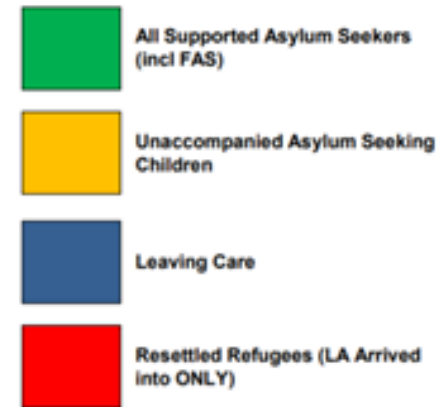 All Supported Asylum Seekers
(incl FAS)
Unaccompanied Asylum Seeking
Children
Leaving Care
Resettled Refugees (LA Arrived
into ONLY)